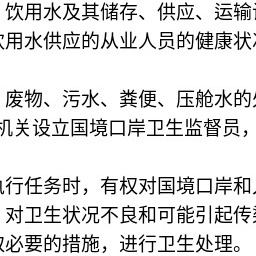 饮用水及其储存、供应、运输
饮用水供应的从业人员的健康状
废物、污水、粪便、压舱水的
机关设立国境口岸卫生监督员，
执行任务时，有权对国境口岸和
对卫生状况不良和可能引起传
取必要的措施，进行卫生处理。